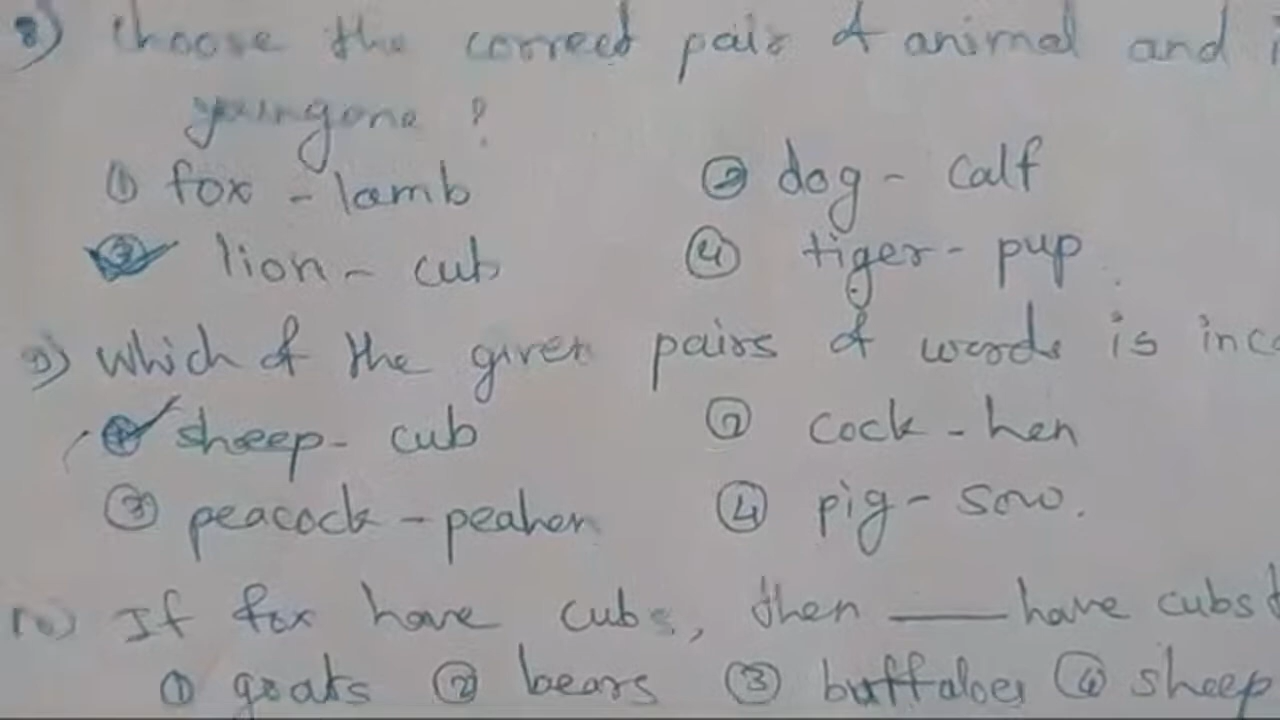 8) Choose the correct pair of animal and
youngone ?
① fox - lamb ② dog - calf
③ lion - cub ④ tiger - pup
9) Which of the given pairs of words is
① sheep - cub ② cock - hen
③ peacock - peahen ④ pig - sow.
10) If fox have cubs, then ___ have cubs
① goats ② bears ③ buffaloes ④ sheep